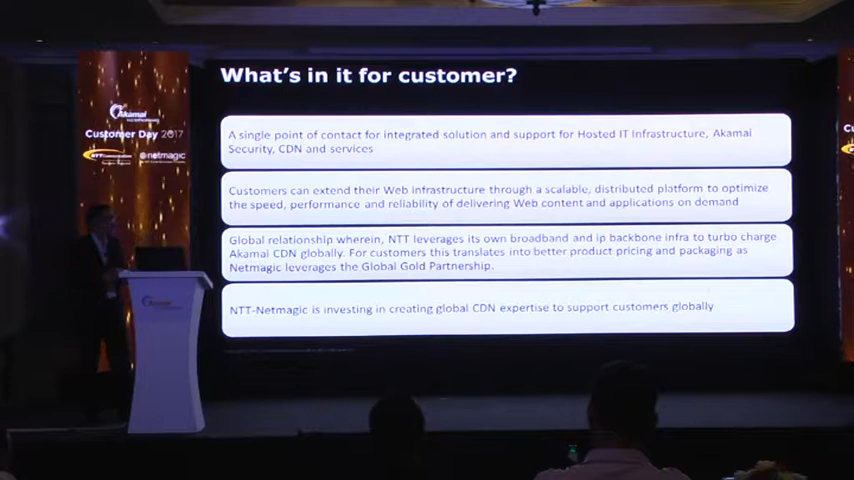 What's in it for customer?
A single point of contact for integrated solution and support for Hosted IT Infrastructure, Akamai
Security, CDN and services
Customers can extend their Web infrastructure through a scalable, distributed platform to optimize
the speed, performance and reliability of delivering Web content and applications on demand
Global relationship wherein, NTT leverages its own broadband and ip backbone infra to turbo charge
Akamai CDN globally. For customers this translates into better product pricing and packaging as
Netmagic leverages the Global Gold Partnership.
NTT-Netmagic is investing in creating global CDN expertise to support customers globally
Akamai
Customer Day 2017
NTT Communications
netmagic
Akamai